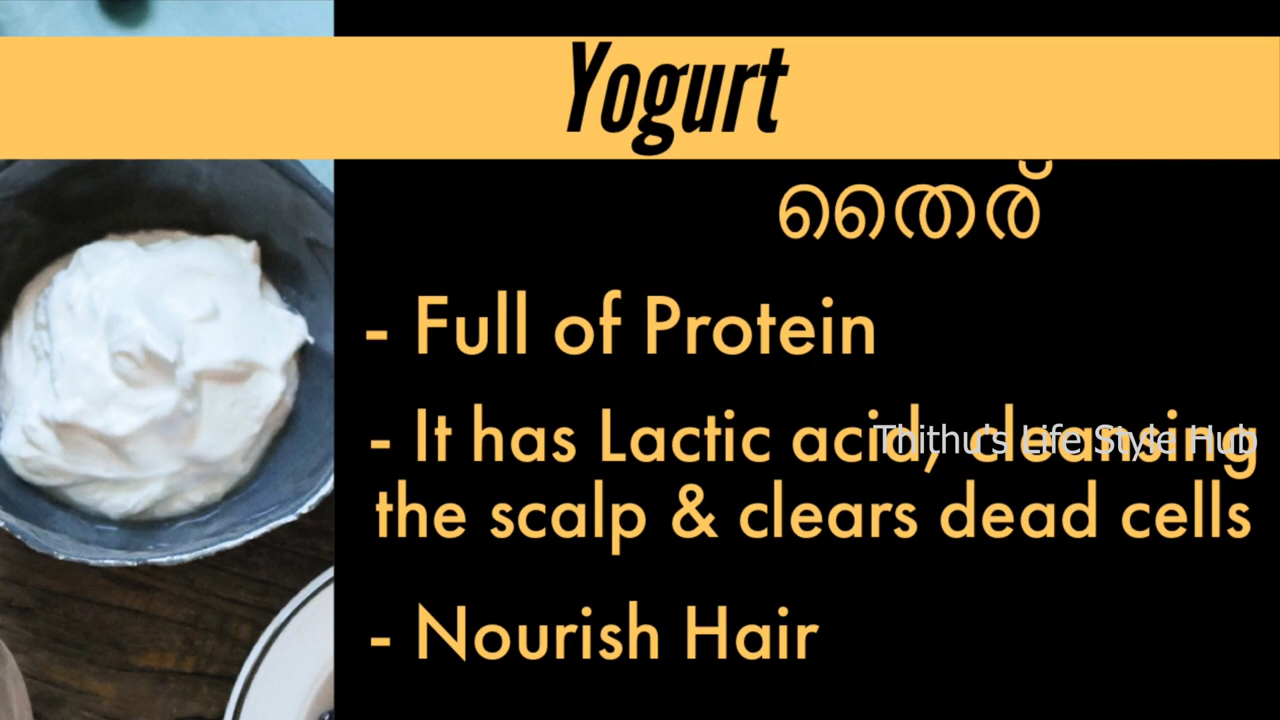 Yogurt
തൈര്
- Full of Protein
- It has Lactic acid, cleansing
Thithu's Life Style Hub
the scalp & clears dead cells
- Nourish Hair